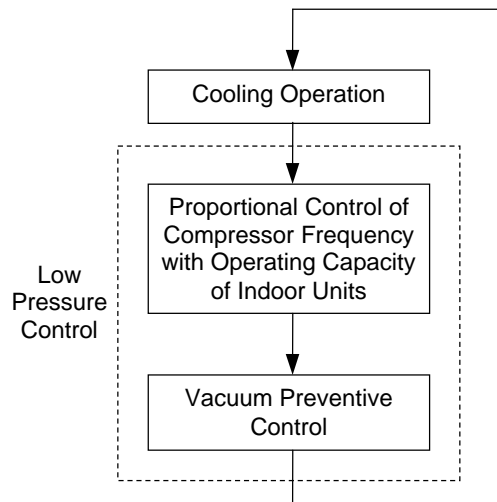 Cooling Operation
Proportional Control of
Compressor Frequency
with Operating Capacity
of Indoor Units
Low
Pressure
Control
Vacuum Preventive
Control